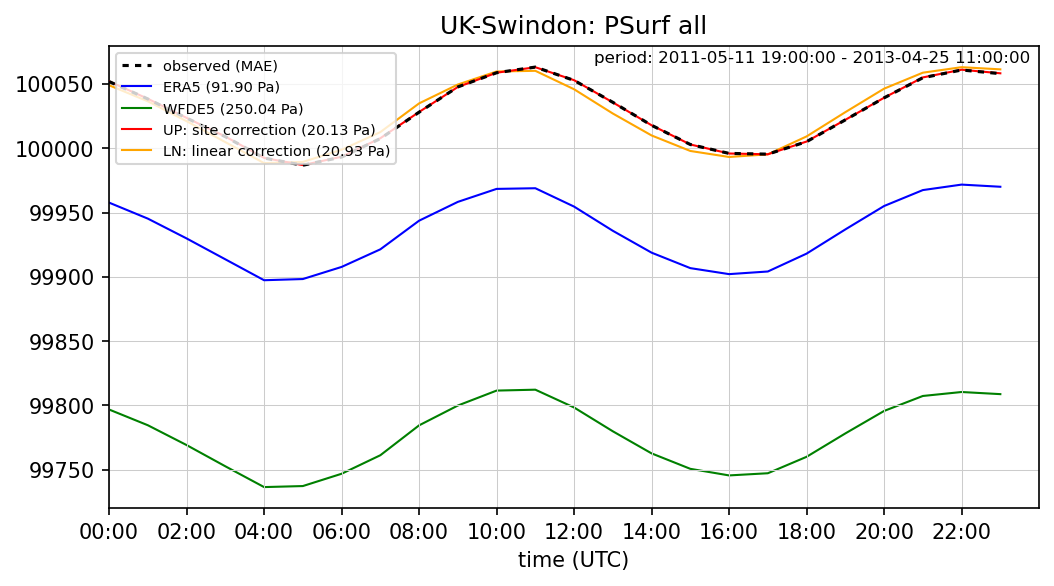 UK-Swindon: PSurf all
period: 2011-05-11 19:00:00 - 2013-04-25 11:00:00
observed (MAE)
ERA5 (91.90 Pa)
WFDE5 (250.04 Pa)
UP: site correction (20.13 Pa)
LN: linear correction (20.93 Pa)
100050
100000
99950
99900
99850
99800
99750
00:00 02:00 04:00 06:00 08:00 10:00 12:00 14:00 16:00 18:00 20:00 22:00
time (UTC)